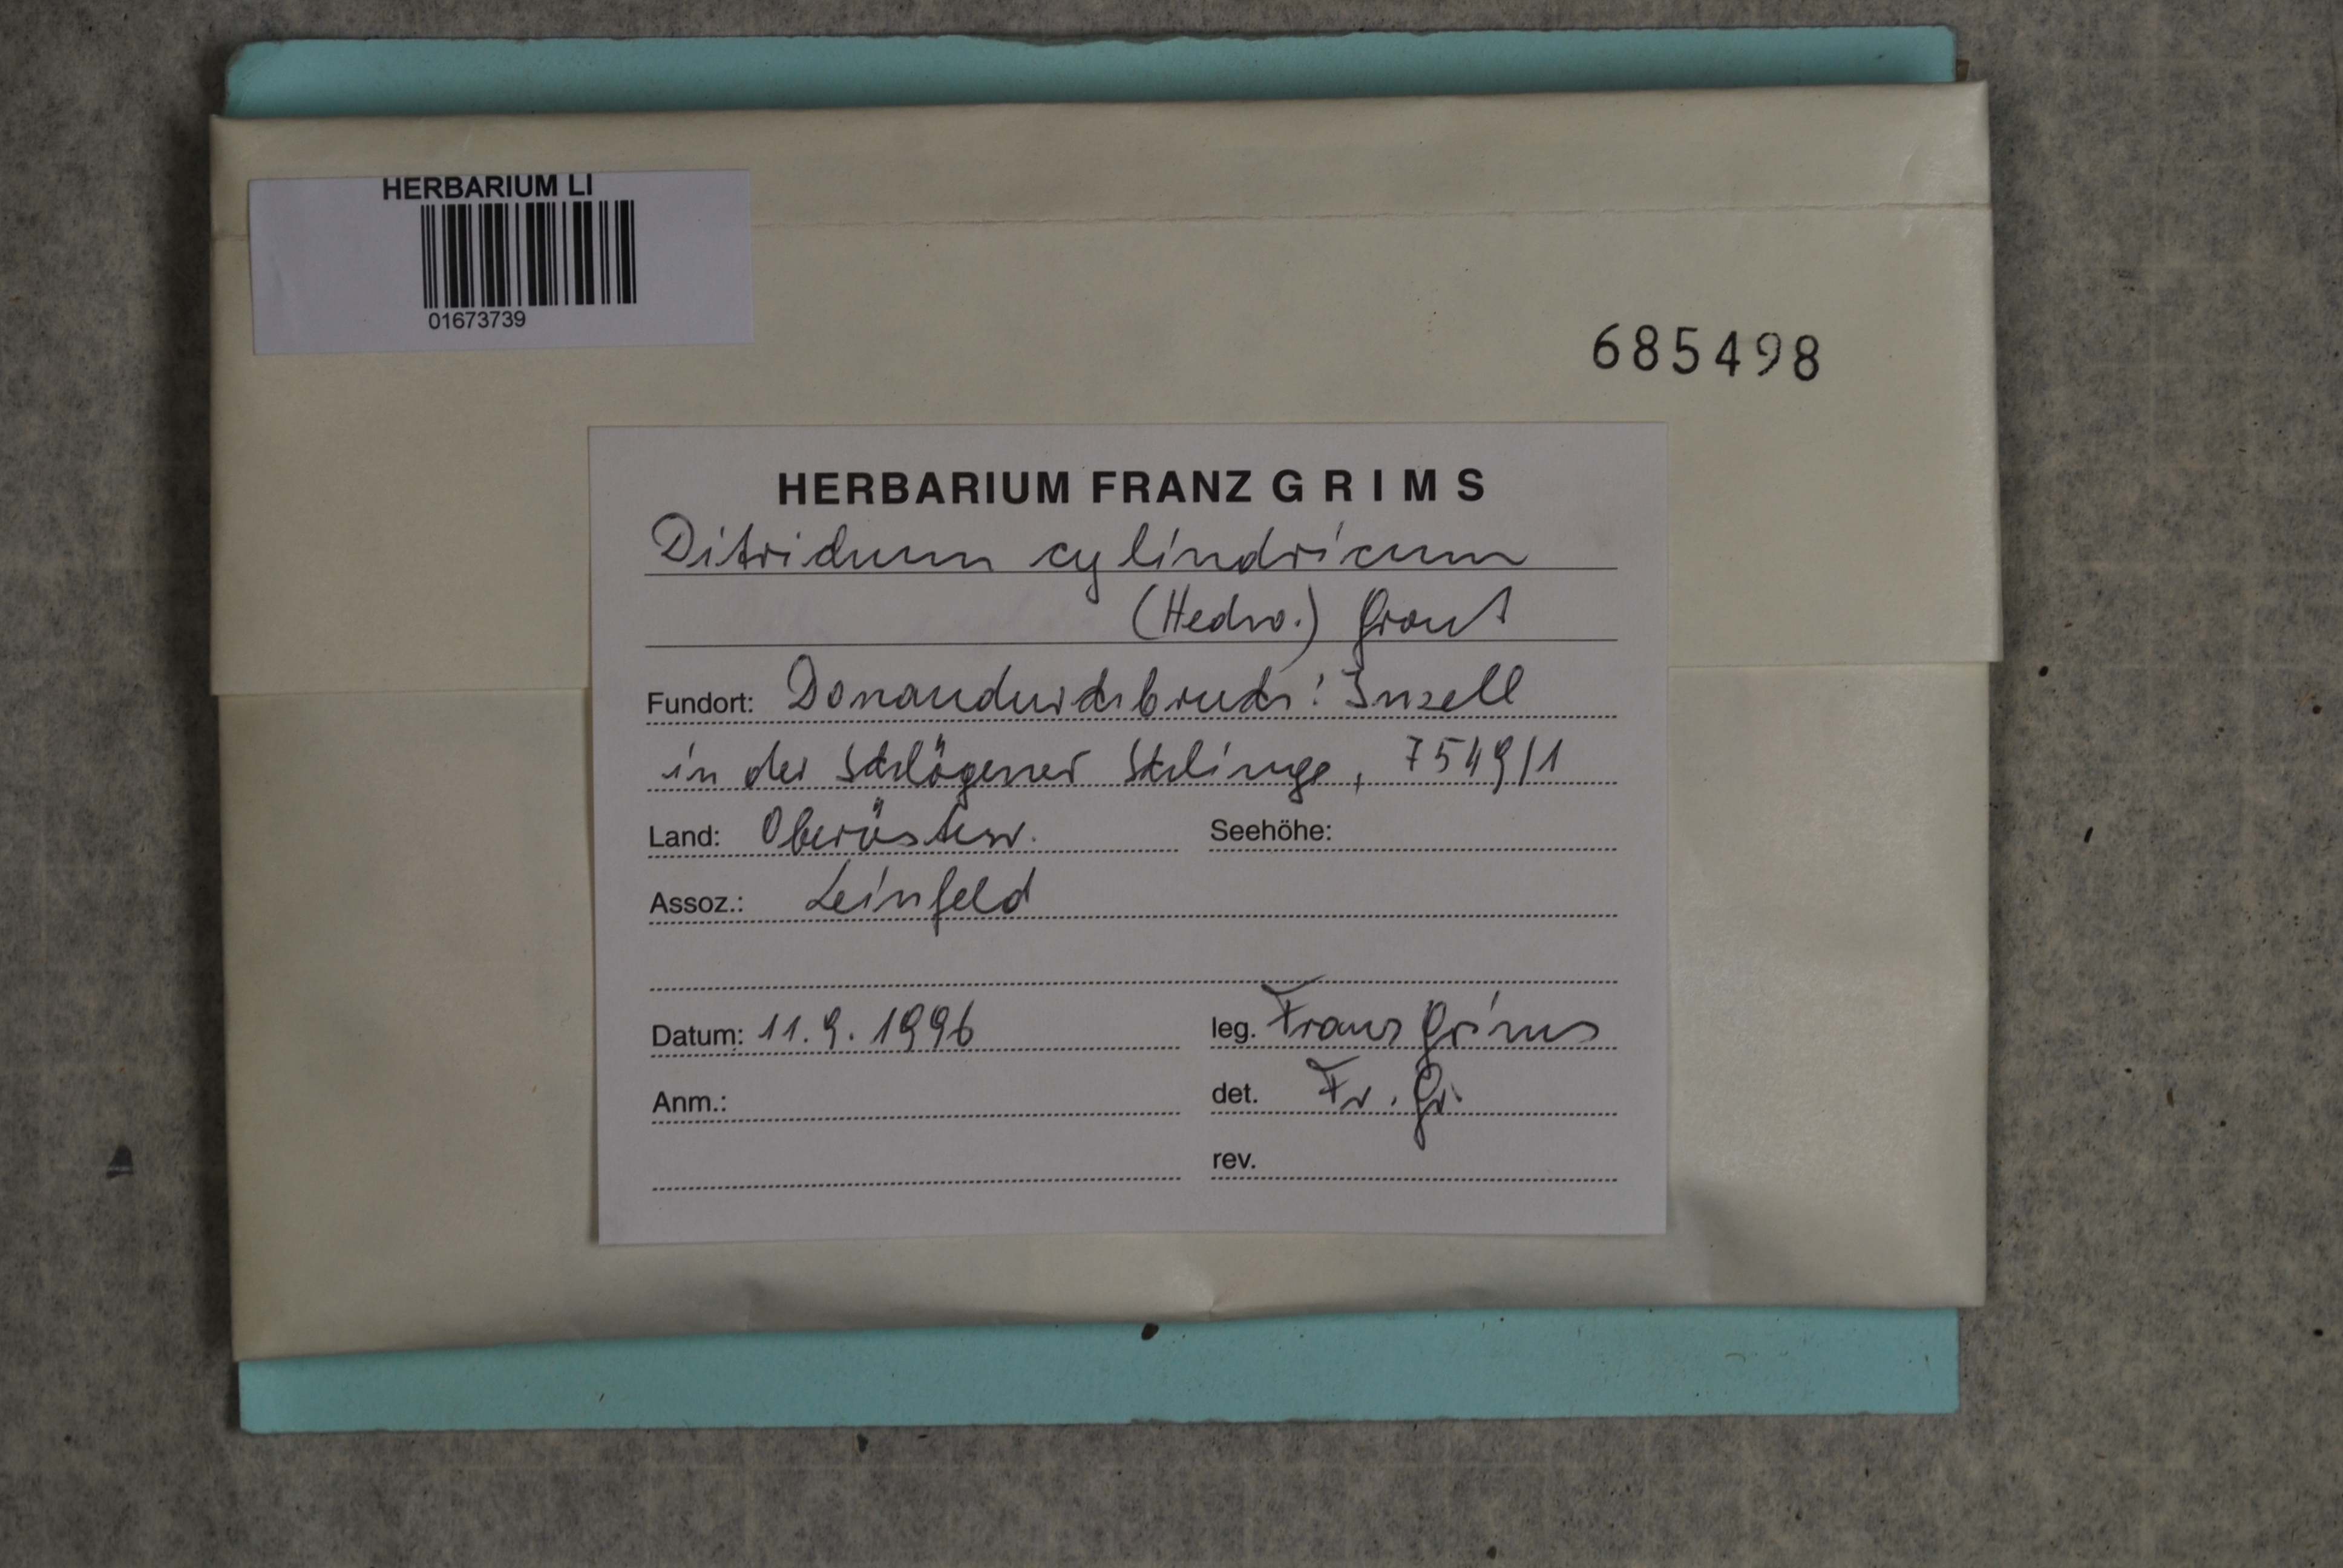 HERBARIUM LI
01673739
685498
HERBARIUM FRANZ GRIMS
Ditrichum cylindricum
(Hedw.) Grout
Fundort: Donaudurchbruch: Inzell
in der Schlögener Schlinge, 7549/1
Land: Oberösterr. Seehöhe:
Assoz.: Leinfeld
Datum: 11.9.1996 leg. Franz Grims
Anm.: det. Fr. Gr.
rev.